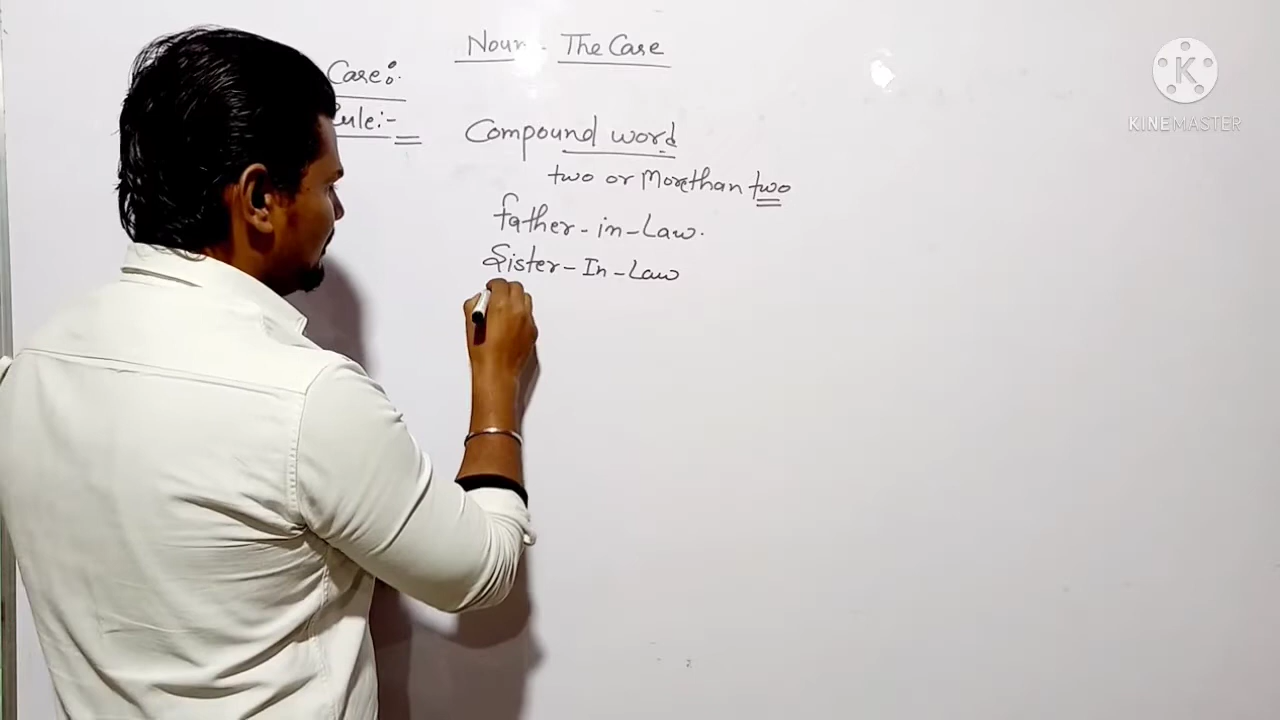 Noun - The Case
Case:-
Rule:-
Compound word
two or More than two
father-in-Law.
Sister-In-Law
K
KINEMASTER